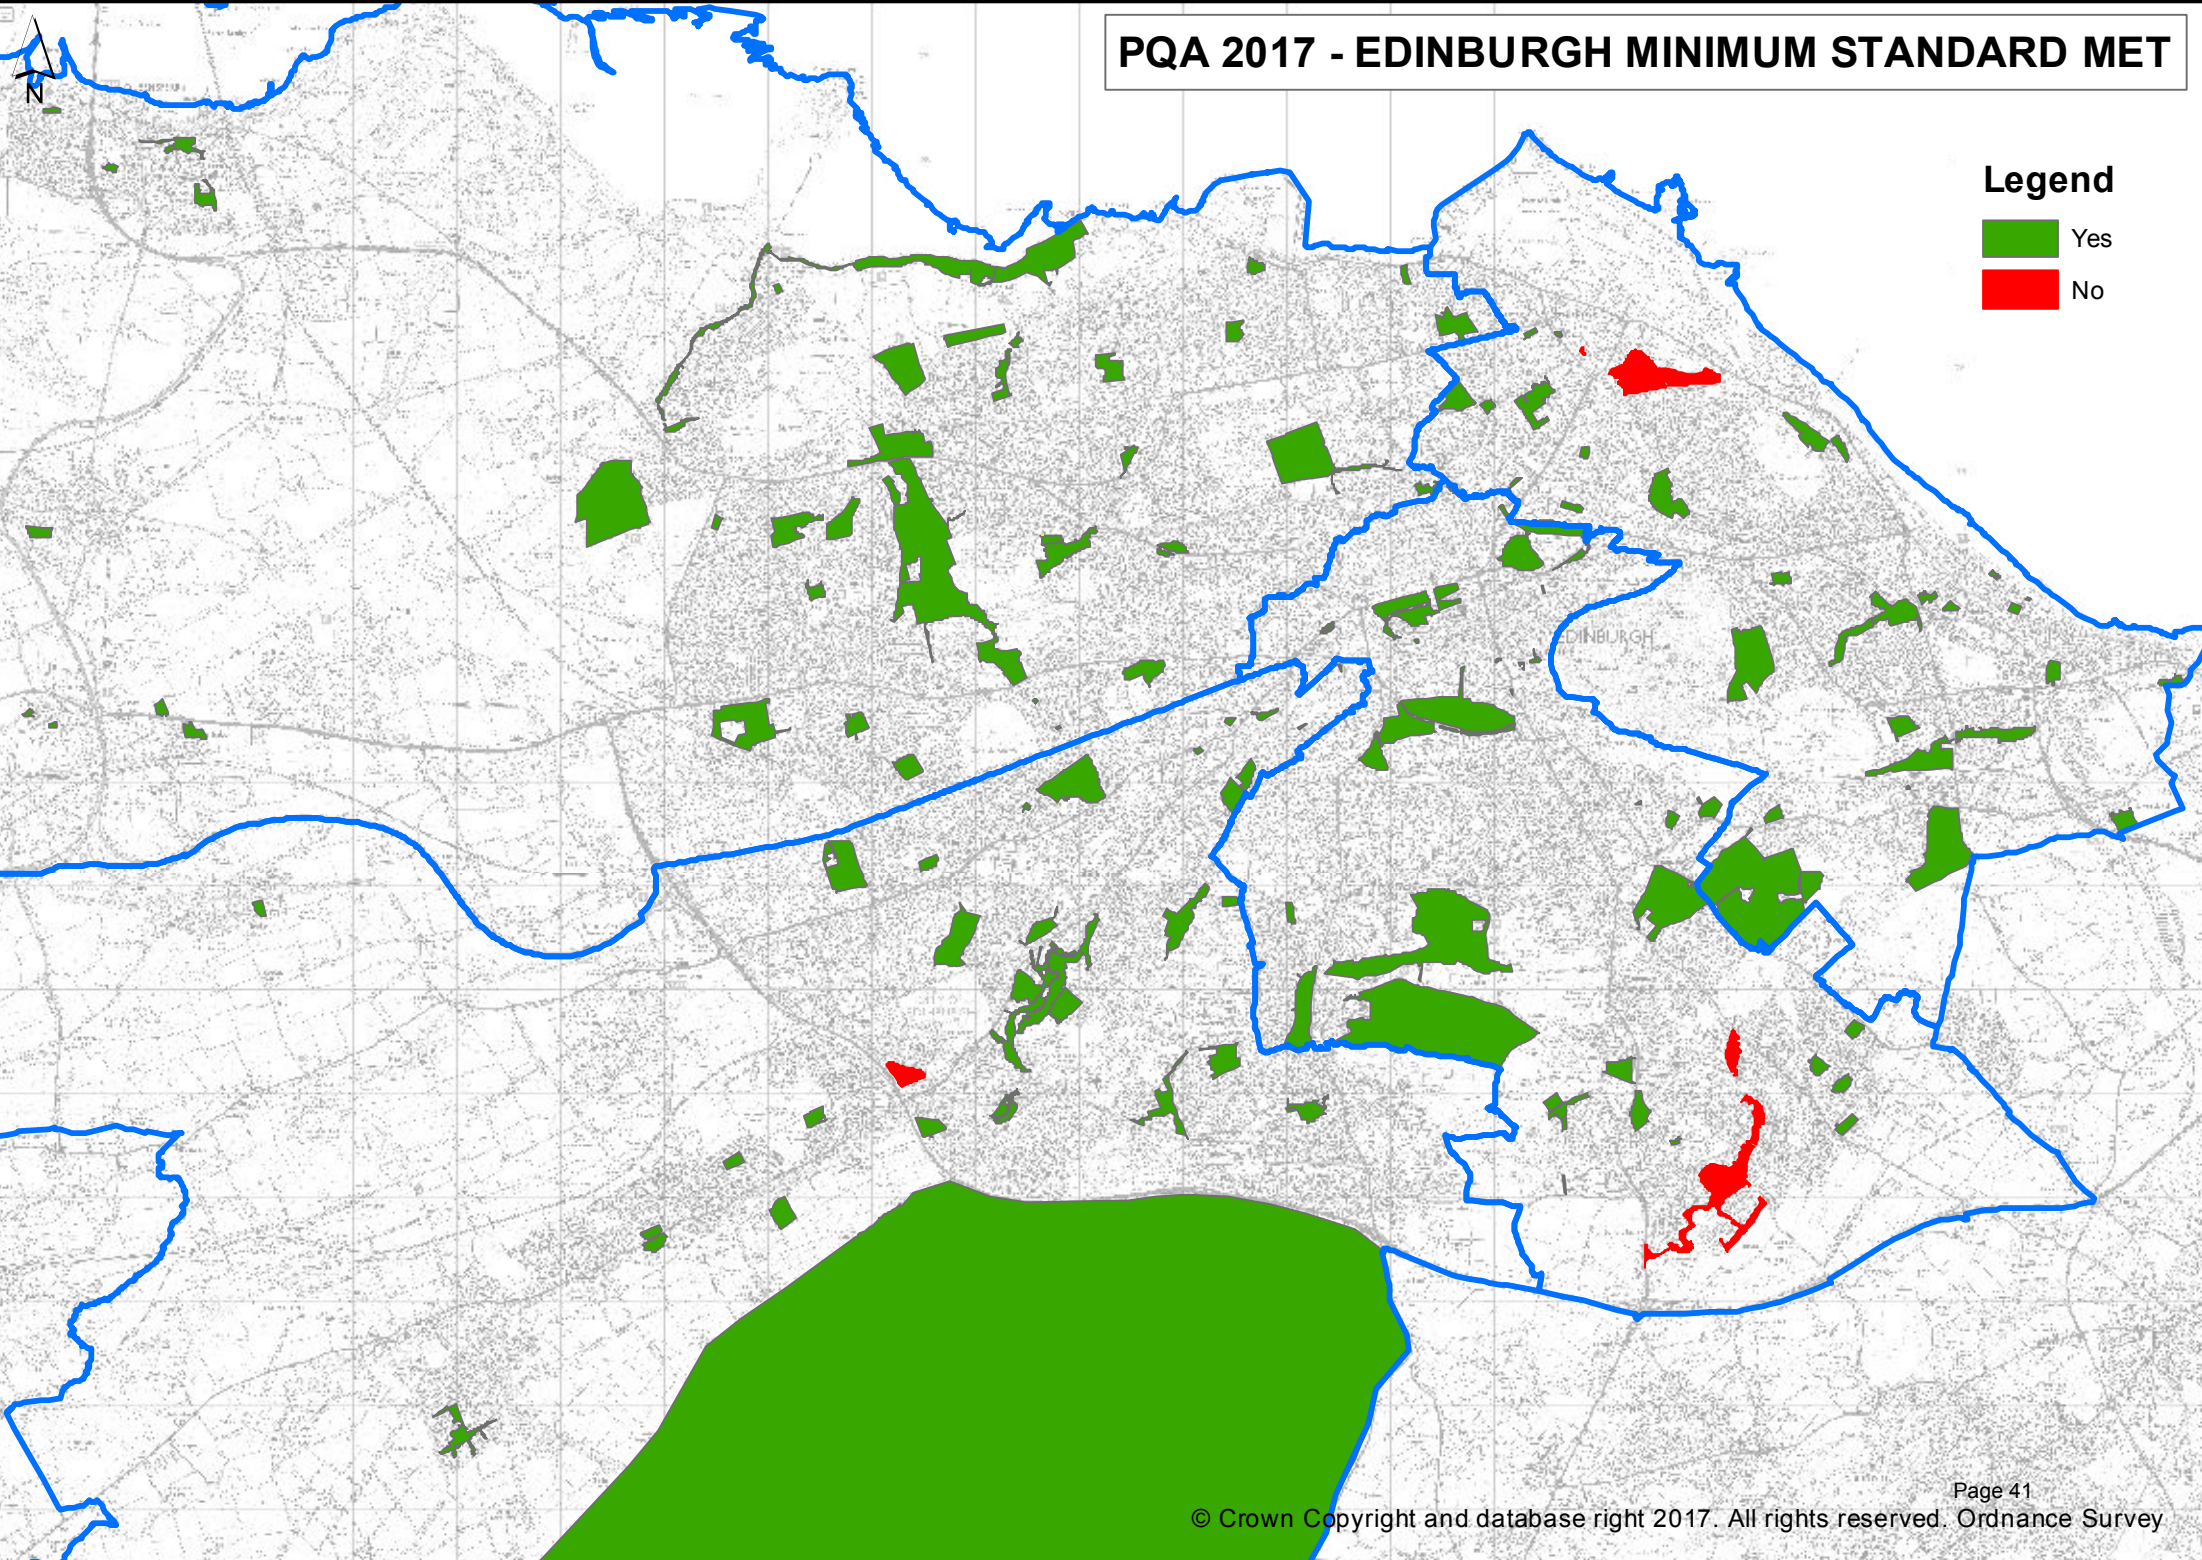 PQA 2017 - EDINBURGH MINIMUM STANDARD MET
N
Legend
Yes
No
EDINBURGH
Page 41
© Crown Copyright and database right 2017. All rights reserved. Ordnance Survey